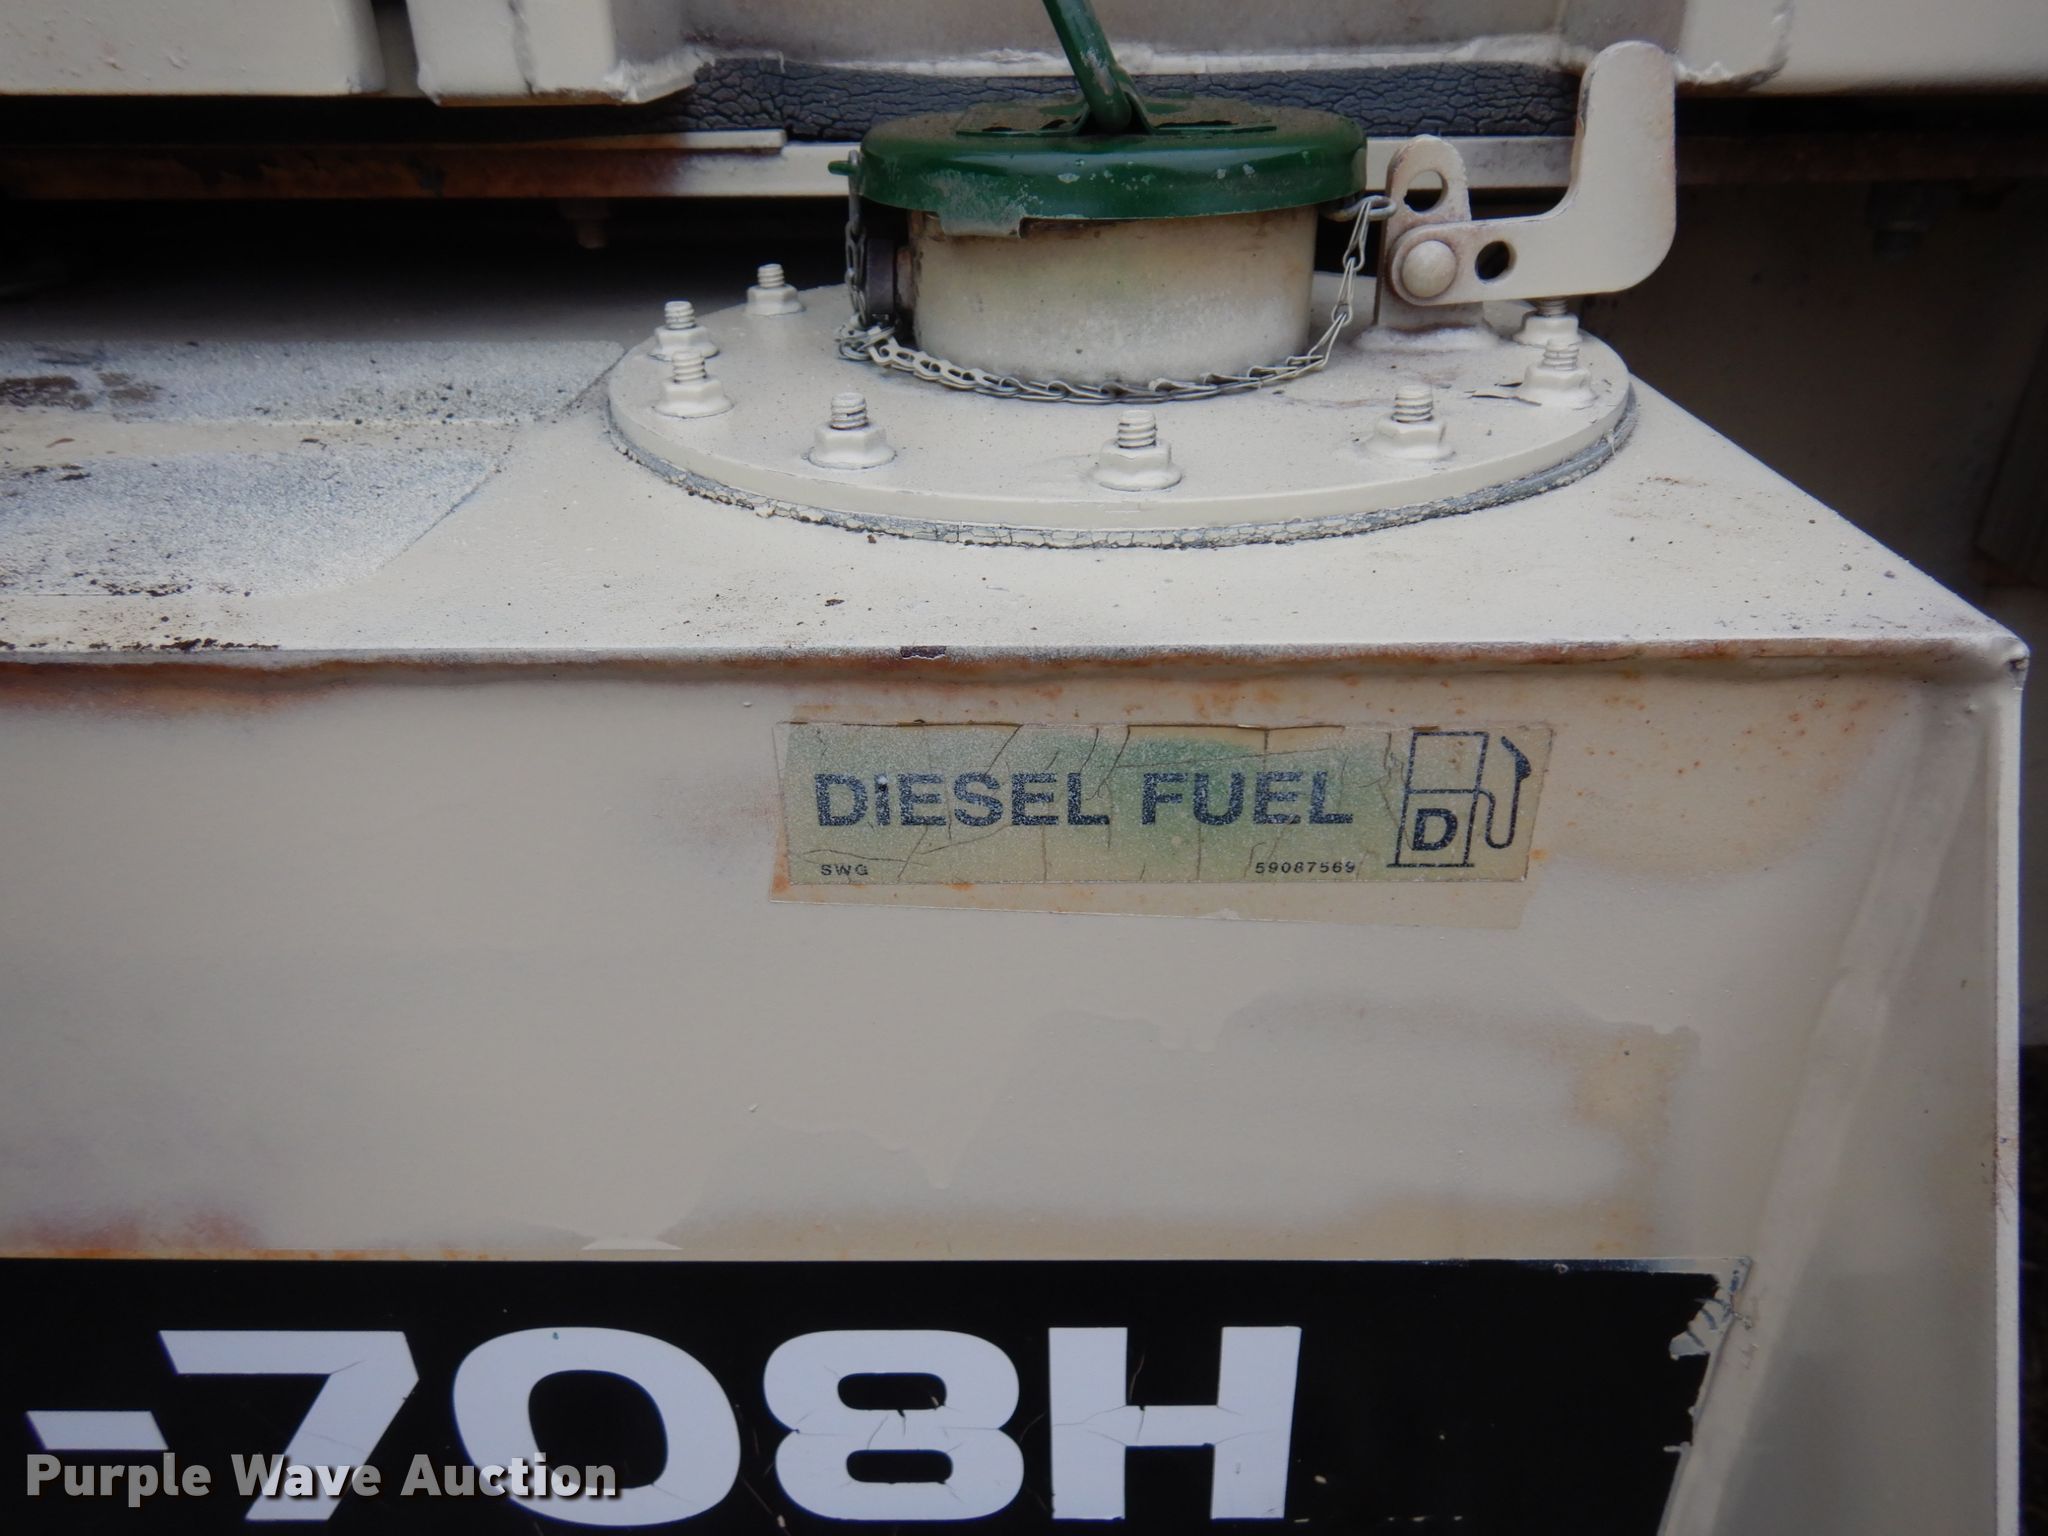 DIESEL FUEL
D
SWG 59087569
-708H
Purple Wave Auction